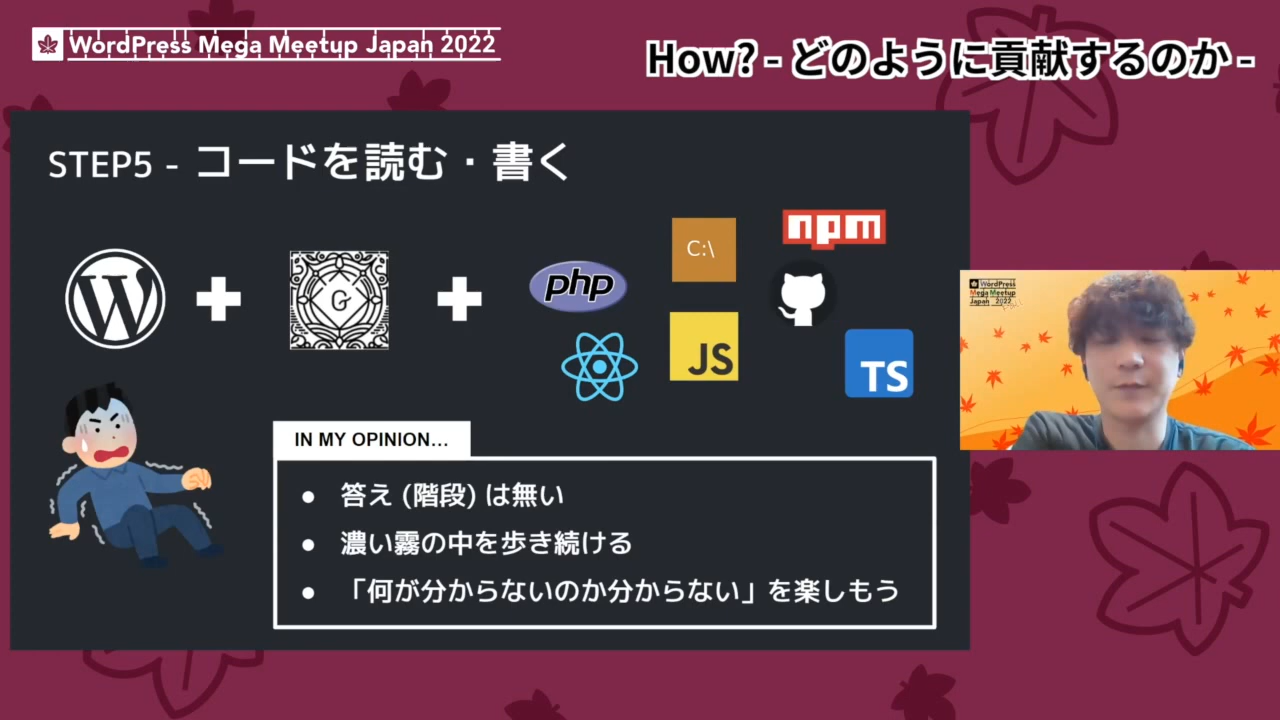 WordPress Mega Meetup Japan 2022
How? - どのように貢献するのか -
STEP5 - コードを読む・書く
W
G
php
C:\
npm
JS
TS
WordPress
Mega Meetup
Japan 2022
IN MY OPINION...
● 答え (階段) は無い
● 濃い霧の中を歩き続ける
● 「何が分からないのか分からない」を楽しもう